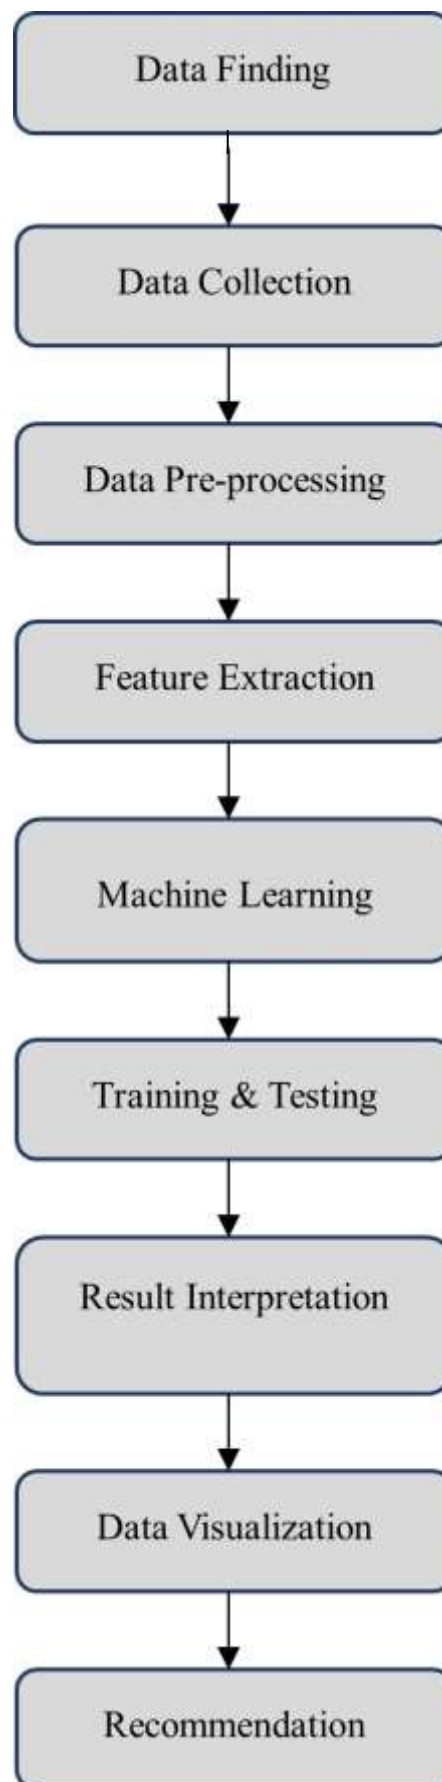 Data Finding
Data Collection
Data Pre-processing
Feature Extraction
Machine Learning
Training & Testing
Result Interpretation
Data Visualization
Recommendation